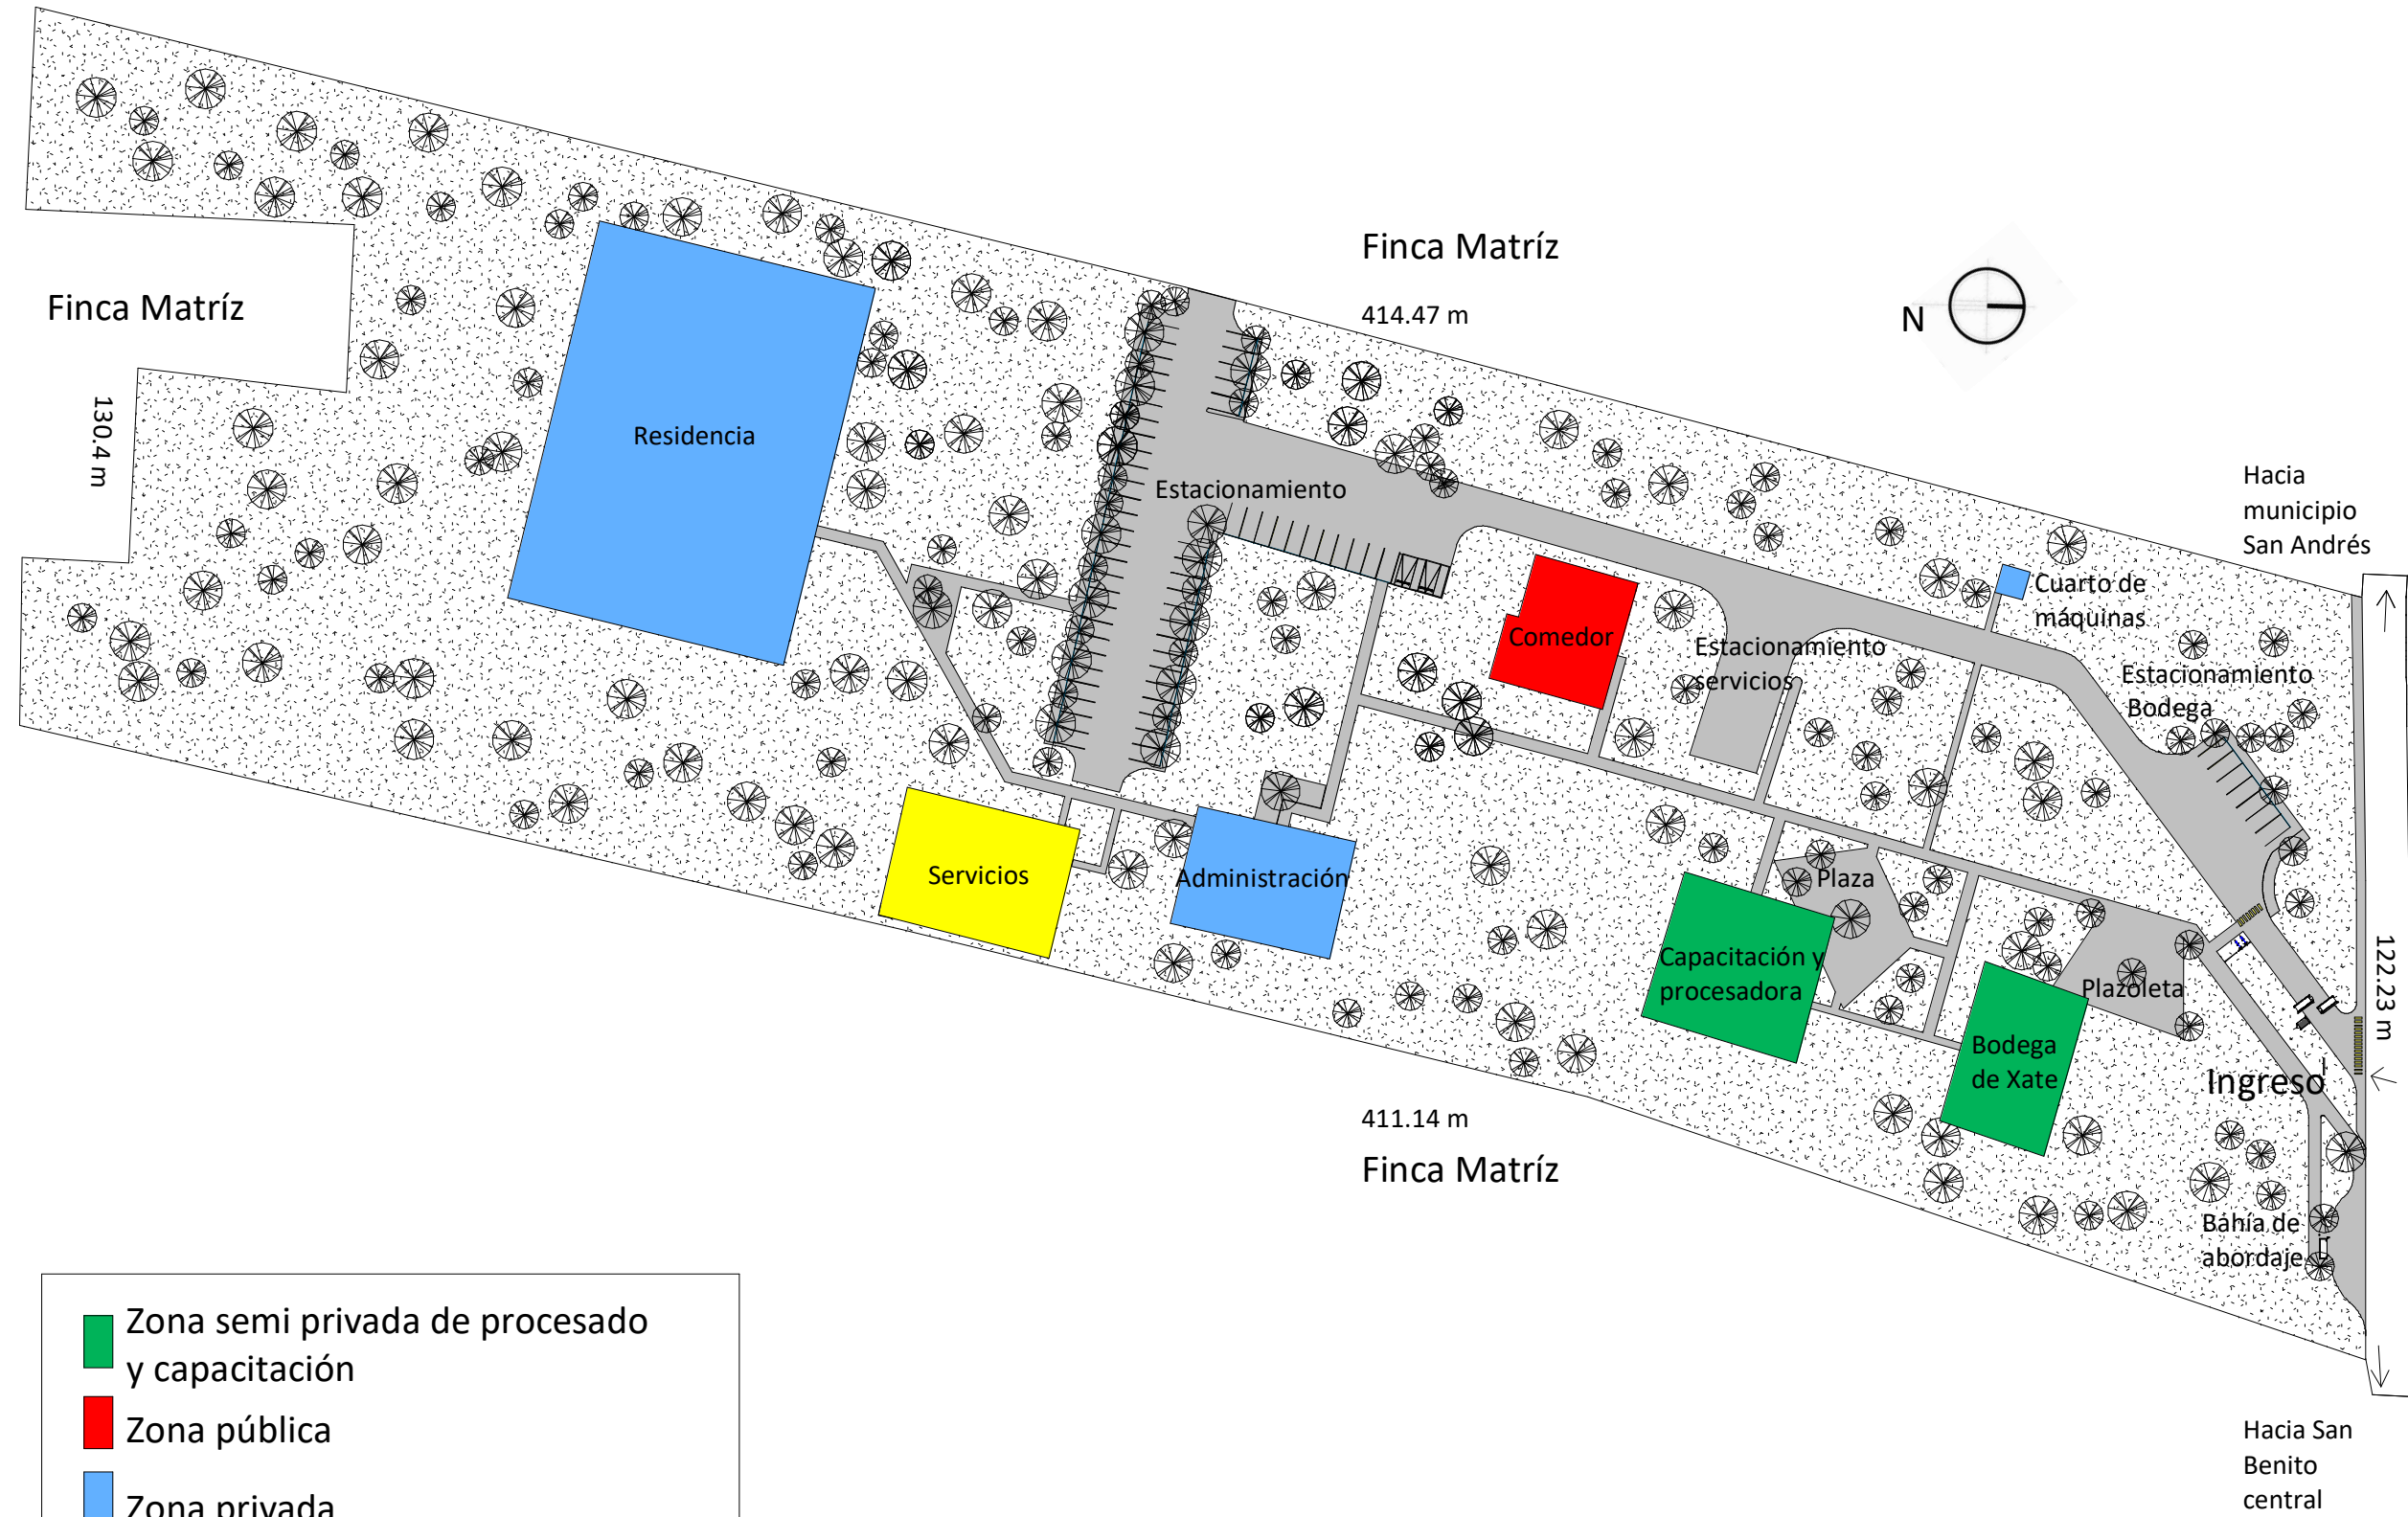 Finca Matríz
414.47 m
N
Finca Matríz
130.4 m
Residencia
Estacionamiento
Hacia
municipio
San Andrés
Cuarto de
máquinas
Comedor
Estacionamiento
servicios
Estacionamiento
Bodega
Servicios
Administración
Plaza
Capacitación y
procesadora
Plazoleta
Bodega
de Xate
122.23 m
Ingreso
411.14 m
Finca Matríz
Bahía de
abordaje
Zona semi privada de procesado
y capacitación
Zona pública
Zona privada
Hacia San
Benito
central